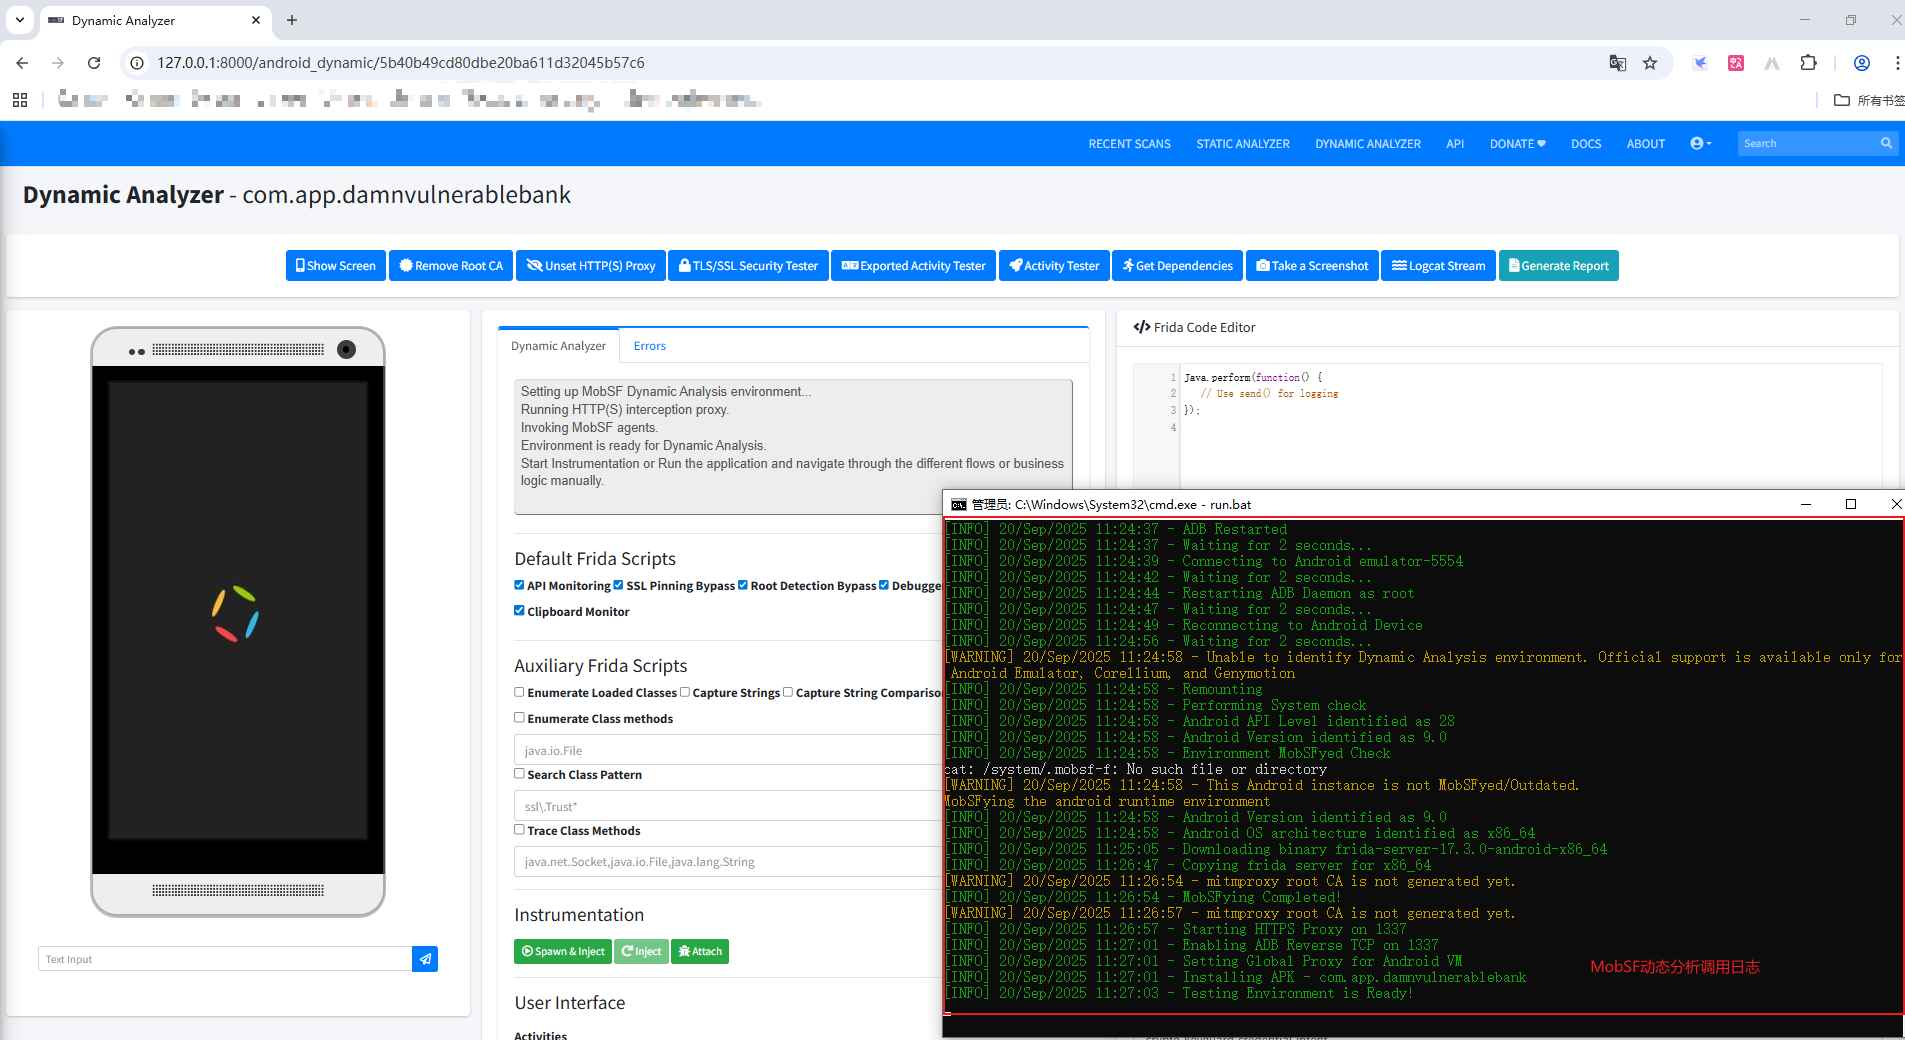 Dynamic Analyzer
127.0.0.1:8000/android_dynamic/5b40b49cd80dbe20ba611d32045b57c6
所有书签
RECENT SCANS STATIC ANALYZER DYNAMIC ANALYZER API DONATE DOCS ABOUT Search
Dynamic Analyzer - com.app.damnvulnerablebank
Show Screen Remove Root CA Unset HTTP(S) Proxy TLS/SSL Security Tester Exported Activity Tester Activity Tester Get Dependencies Take a Screenshot Logcat Stream Generate Report
Dynamic Analyzer Errors
Setting up MobSF Dynamic Analysis environment...
Running HTTP(S) interception proxy.
Invoking MobSF agents.
Environment is ready for Dynamic Analysis.
Start Instrumentation or Run the application and navigate through the different flows or business
logic manually.
Default Frida Scripts
API Monitoring SSL Pinning Bypass Root Detection Bypass Debugge
Clipboard Monitor
Auxiliary Frida Scripts
Enumerate Loaded Classes Capture Strings Capture String Compariso
Enumerate Class methods
java.io.File
Search Class Pattern
ssl\.Trust*
Trace Class Methods
java.net.Socket,java.io.File,java.lang.String
Instrumentation
Spawn & Inject Inject Attach
User Interface
Activities
Text Input
Frida Code Editor
1 Java.perform(function() {
2 // Use send() for logging
3 });
4
管理员: C:\Windows\System32\cmd.exe - run.bat
[INFO] 20/Sep/2025 11:24:37 - ADB Restarted
[INFO] 20/Sep/2025 11:24:37 - Waiting for 2 seconds...
[INFO] 20/Sep/2025 11:24:39 - Connecting to Android emulator-5554
[INFO] 20/Sep/2025 11:24:42 - Waiting for 2 seconds...
[INFO] 20/Sep/2025 11:24:44 - Restarting ADB Daemon as root
[INFO] 20/Sep/2025 11:24:47 - Waiting for 2 seconds...
[INFO] 20/Sep/2025 11:24:49 - Reconnecting to Android Device
[INFO] 20/Sep/2025 11:24:56 - Waiting for 2 seconds...
[WARNING] 20/Sep/2025 11:24:58 - Unable to identify Dynamic Analysis environment. Official support is available only for
Android Emulator, Corellium, and Genymotion
[INFO] 20/Sep/2025 11:24:58 - Remounting
[INFO] 20/Sep/2025 11:24:58 - Performing System check
[INFO] 20/Sep/2025 11:24:58 - Android API Level identified as 28
[INFO] 20/Sep/2025 11:24:58 - Android Version identified as 9.0
[INFO] 20/Sep/2025 11:24:58 - Environment MobSFyed Check
cat: /system/.mobsf-f: No such file or directory
[WARNING] 20/Sep/2025 11:24:58 - This Android instance is not MobSFyed/Outdated.
MobSFying the android runtime environment
[INFO] 20/Sep/2025 11:24:58 - Android Version identified as 9.0
[INFO] 20/Sep/2025 11:24:58 - Android OS architecture identified as x86_64
[INFO] 20/Sep/2025 11:25:05 - Downloading binary frida-server-17.3.0-android-x86_64
[INFO] 20/Sep/2025 11:26:47 - Copying frida server for x86_64
[WARNING] 20/Sep/2025 11:26:54 - mitmproxy root CA is not generated yet.
[INFO] 20/Sep/2025 11:26:54 - MobSFying Completed!
[WARNING] 20/Sep/2025 11:26:57 - mitmproxy root CA is not generated yet.
[INFO] 20/Sep/2025 11:26:57 - Starting HTTPS Proxy on 1337
[INFO] 20/Sep/2025 11:27:01 - Enabling ADB Reverse TCP on 1337
[INFO] 20/Sep/2025 11:27:01 - Setting Global Proxy for Android VM
[INFO] 20/Sep/2025 11:27:01 - Installing APK - com.app.damnvulnerablebank
[INFO] 20/Sep/2025 11:27:03 - Testing Environment is Ready!
MobSF动态分析调用日志